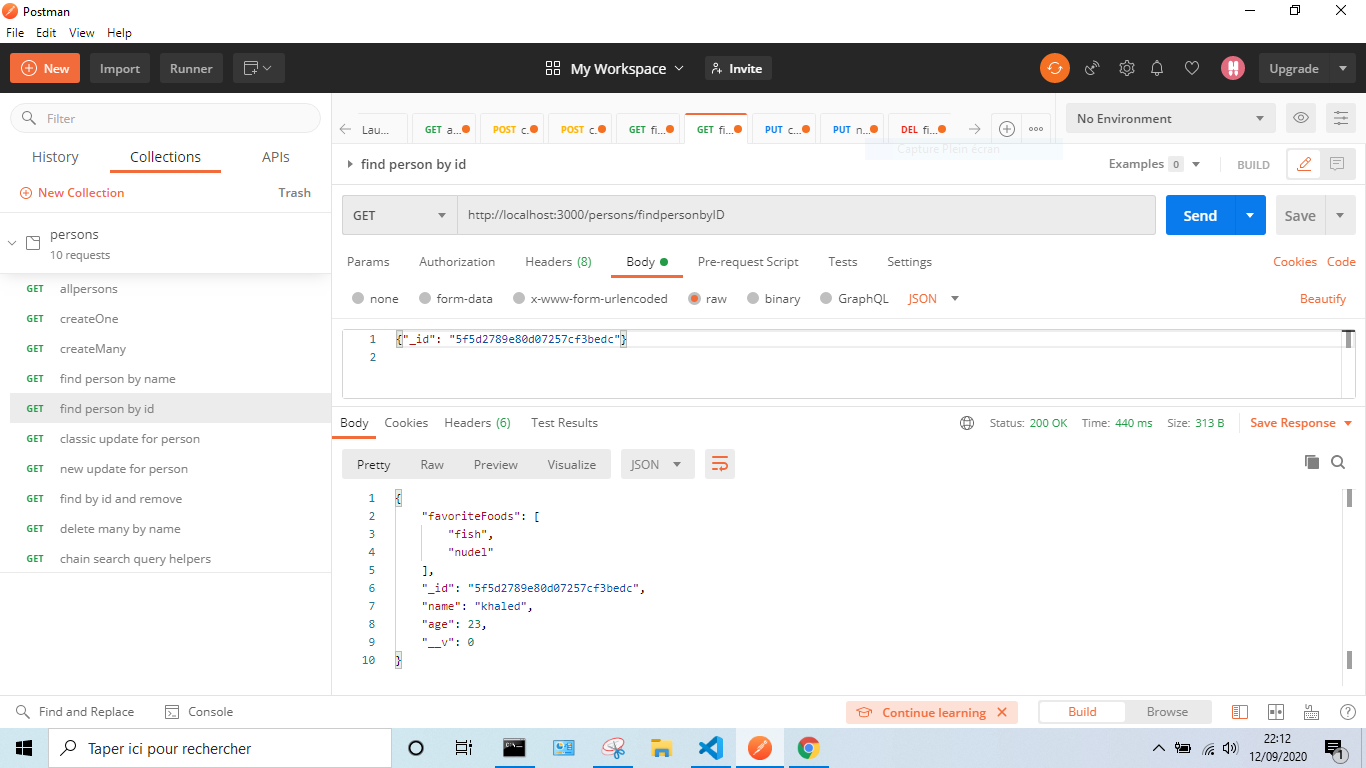 Postman
File Edit View Help
New Import Runner My Workspace Invite Upgrade
Filter
History Collections APIs
New Collection Trash
persons
10 requests
GET allpersons
GET createOne
GET createMany
GET find person by name
GET find person by id
GET classic update for person
GET new update for person
GET find by id and remove
GET delete many by name
GET chain search query helpers
Lau... GET a... POST c... POST c... GET fi... GET fi... PUT c... PUT n... DEL fi...
No Environment
Capture Plein écran
find person by id Examples 0 BUILD
GET http://localhost:3000/persons/findpersonbyID Send Save
Params Authorization Headers (8) Body Pre-request Script Tests Settings Cookies Code
none form-data x-www-form-urlencoded raw binary GraphQL JSON Beautify
1 {"_id": "5f5d2789e80d07257cf3bedc"}
2
Body Cookies Headers (6) Test Results Status: 200 OK Time: 440 ms Size: 313 B Save Response
Pretty Raw Preview Visualize JSON
1 {
2 "favoriteFoods": [
3 "fish",
4 "nudel"
5 ],
6 "_id": "5f5d2789e80d07257cf3bedc",
7 "name": "khaled",
8 "age": 23,
9 "__v": 0
10 }
Find and Replace Console Continue learning Build Browse
Taper ici pour rechercher
22:12
12/09/2020
1